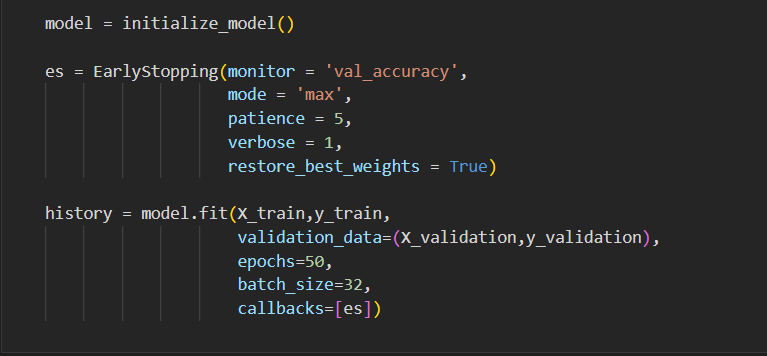 model = initialize_model()
es = EarlyStopping(monitor = 'val_accuracy',
mode = 'max',
patience = 5,
verbose = 1,
restore_best_weights = True)
history = model.fit(X_train,y_train,
validation_data=(X_validation,y_validation),
epochs=50,
batch_size=32,
callbacks=[es])